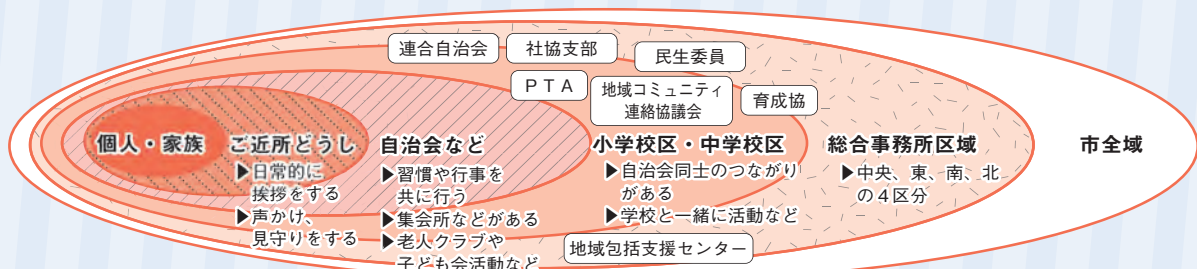 連合自治会
社協支部
民生委員
ＰＴＡ
地域コミュニティ
連絡協議会
育成協
個人・家族
ご近所どうし
▶日常的に
挨拶をする
▶声かけ、
見守りをする
自治会など
▶習慣や行事を
共に行う
▶集会所などがある
▶老人クラブや
子ども会活動など
小学校区・中学校区
▶自治会同士のつながり
がある
▶学校と一緒に活動など
地域包括支援センター
総合事務所区域
▶中央、東、南、北
の４区分
市全域